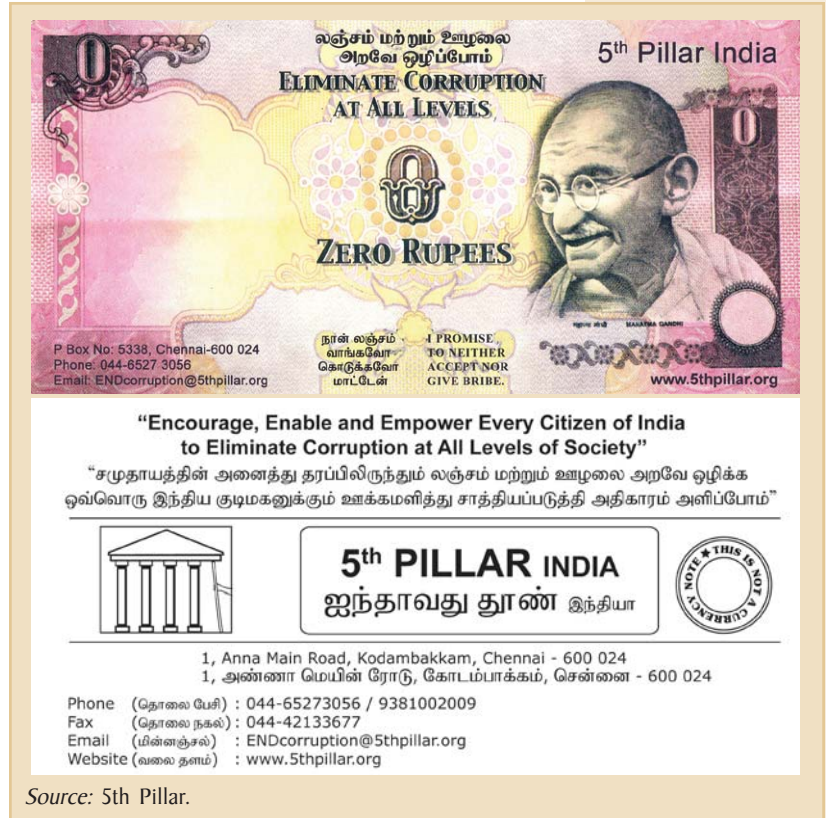 0
லஞ்சம் மற்றும் ஊழலை
அறவே ஒழிப்போம்
ELIMINATE CORRUPTION
AT ALL LEVELS
5th Pillar India
0
0
ZERO RUPEES
P Box No: 5338, Chennai-600 024
Phone: 044-6527 3056
Email: ENDcorruption@5thpillar.org
நான் லஞ்சம்
வாங்கவோ
கொடுக்கவோ
மாட்டேன்
I PROMISE
TO NEITHER
ACCEPT NOR
GIVE BRIBE.
MAHATMA GANDHI
www.5thpillar.org
“Encourage, Enable and Empower Every Citizen of India
to Eliminate Corruption at All Levels of Society”
“சமுதாயத்தின் அனைத்து தரப்பிலிருந்தும் லஞ்சம் மற்றும் ஊழலை அறவே ஒழிக்க
ஒவ்வொரு இந்திய குடிமகனுக்கும் ஊக்கமளித்து சாத்தியப்படுத்தி அதிகாரம் அளிப்போம்”
5th PILLAR INDIA
ஐந்தாவது தூண் இந்தியா
THIS IS NOT A CURRENCY NOTE
1, Anna Main Road, Kodambakkam, Chennai - 600 024
1, அண்ணா மெயின் ரோடு, கோடம்பாக்கம், சென்னை - 600 024
Phone (தொலை பேசி) : 044-65273056 / 9381002009
Fax (தொலை நகல்) : 044-42133677
Email (மின்னஞ்சல்) : ENDcorruption@5thpillar.org
Website (வலை தளம்) : www.5thpillar.org
Source: 5th Pillar.